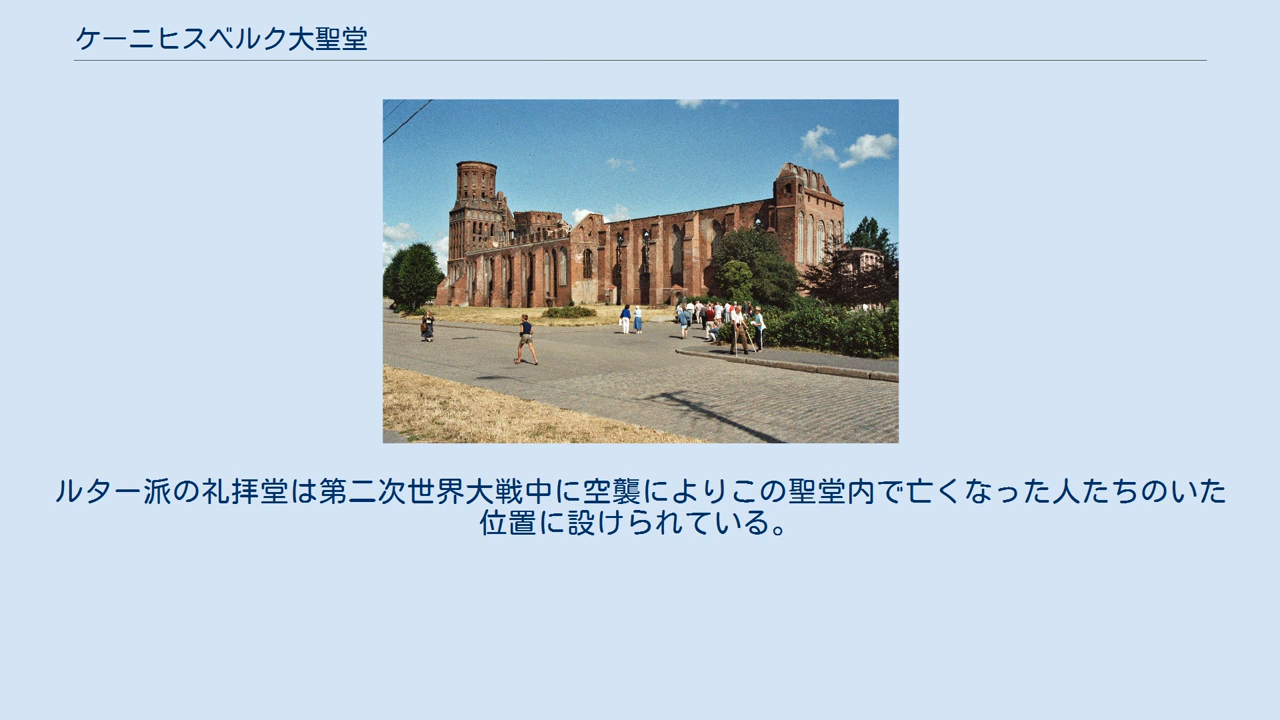 ケーニヒスベルク大聖堂
ルター派の礼拝堂は第二次世界大戦中に空襲によりこの聖堂内で亡くなった人たちのいた
位置に設けられている。